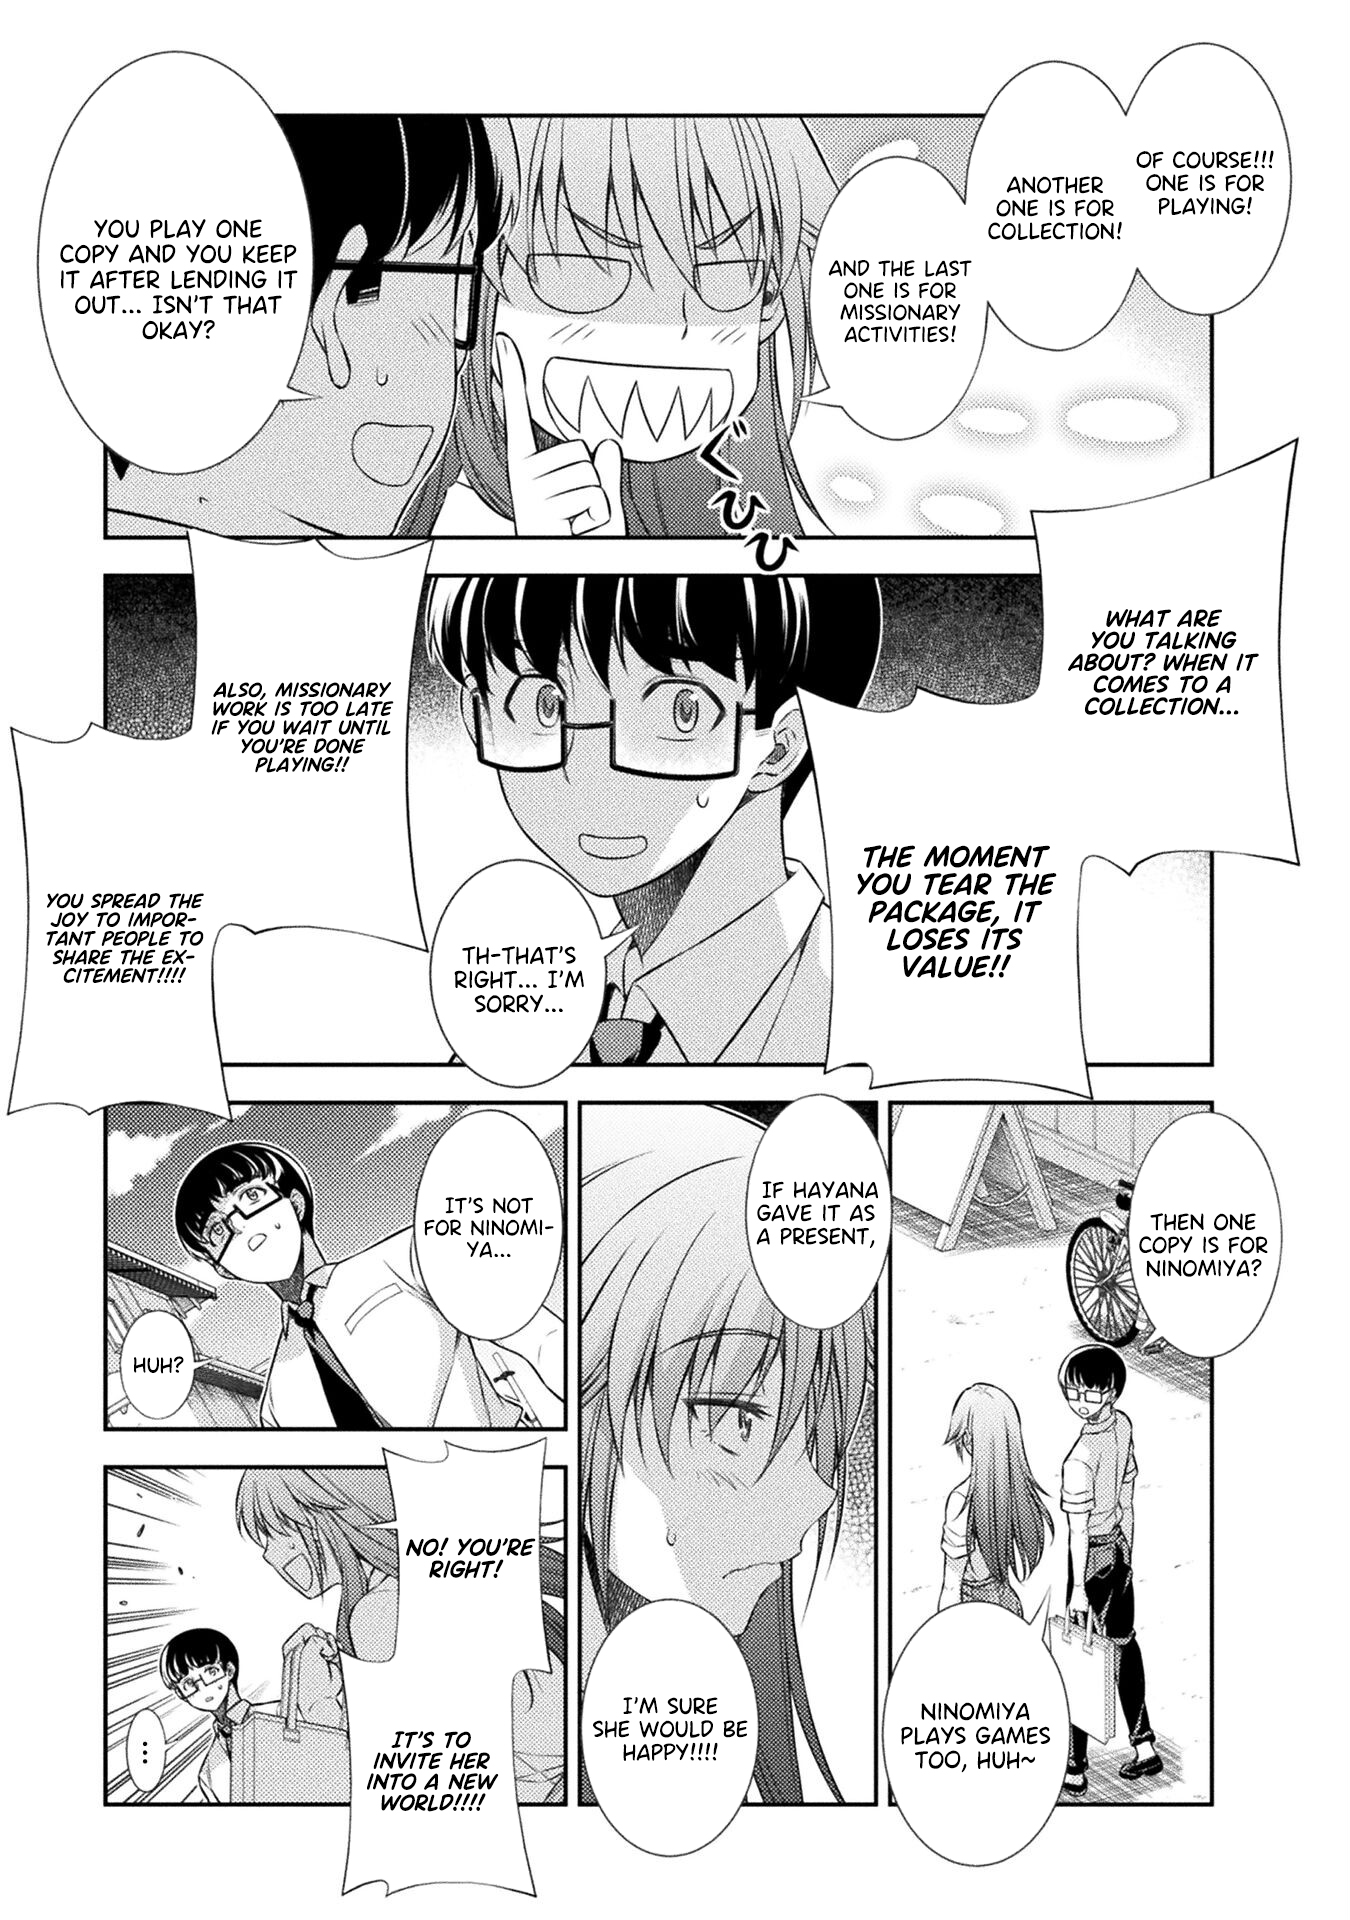 OF COURSE!!!
ONE IS FOR
PLAYING!
ANOTHER
ONE IS FOR
COLLECTION!
AND THE LAST
ONE IS FOR
MISSIONARY
ACTIVITIES!
ぐひひ
YOU PLAY ONE
COPY AND YOU KEEP
IT AFTER LENDING IT
OUT... ISN'T THAT
OKAY?
WHAT ARE
YOU TALKING
ABOUT? WHEN IT
COMES TO A
COLLECTION...
THE MOMENT
YOU TEAR THE
PACKAGE, IT
LOSES ITS
VALUE!!
ALSO, MISSIONARY
WORK IS TOO LATE
IF YOU WAIT UNTIL
YOU'RE DONE
PLAYING!!
YOU SPREAD THE
JOY TO IMPOR-
TANT PEOPLE TO
SHARE THE EX-
CITEMENT!!!!
TH-THAT'S
RIGHT... I'M
SORRY...
THEN ONE
COPY IS FOR
NINOMIYA?
NINOMIYA
PLAYS GAMES
TOO, HUH~
IF HAYANA
GAVE IT AS
A PRESENT,
I'M SURE
SHE WOULD BE
HAPPY!!!!
IT'S NOT
FOR NINOMI-
YA...
HUH?
NO! YOU'RE
RIGHT!
IT'S TO
INVITE HER
INTO A NEW
WORLD!!!!
...